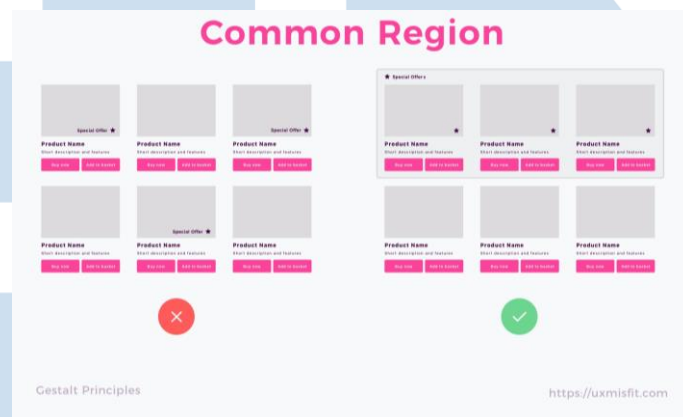 Common Region
Special Offer
Special Offer
Product Name
Short description and features
Buy now
Add to basket
Product Name
Short description and features
Buy now
Add to basket
Product Name
Short description and features
Buy now
Add to basket
Special Offer
Product Name
Short description and features
Buy now
Add to basket
Product Name
Short description and features
Buy now
Add to basket
Product Name
Short description and features
Buy now
Add to basket
Special Offers
Product Name
Short description and features
Buy now
Add to basket
Product Name
Short description and features
Buy now
Add to basket
Product Name
Short description and features
Buy now
Add to basket
Product Name
Short description and features
Buy now
Add to basket
Product Name
Short description and features
Buy now
Add to basket
Product Name
Short description and features
Buy now
Add to basket
Gestalt Principles
https://uxmisfit.com